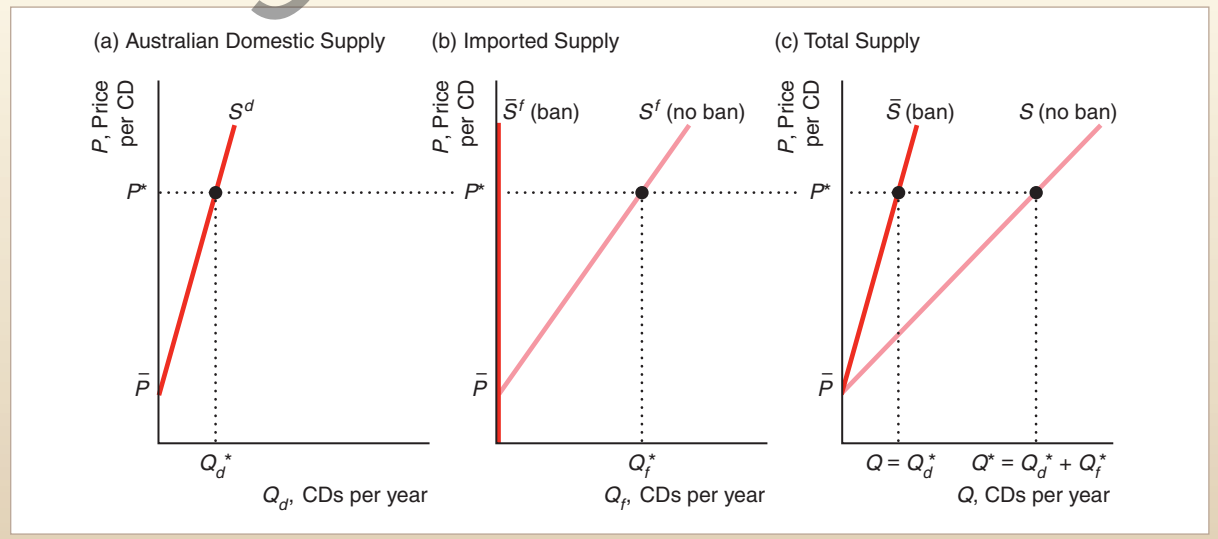 (a) Australian Domestic Supply
P, Price
per CD
S^d
P*
P̅
Q_d*
Q_d, CDs per year
(b) Imported Supply
P, Price
per CD
S̅^f (ban)
S^f (no ban)
P*
P̅
Q_f*
Q_f, CDs per year
(c) Total Supply
P, Price
per CD
S̅ (ban)
S (no ban)
P*
P̅
Q = Q_d*
Q* = Q_d* + Q_f*
Q, CDs per year